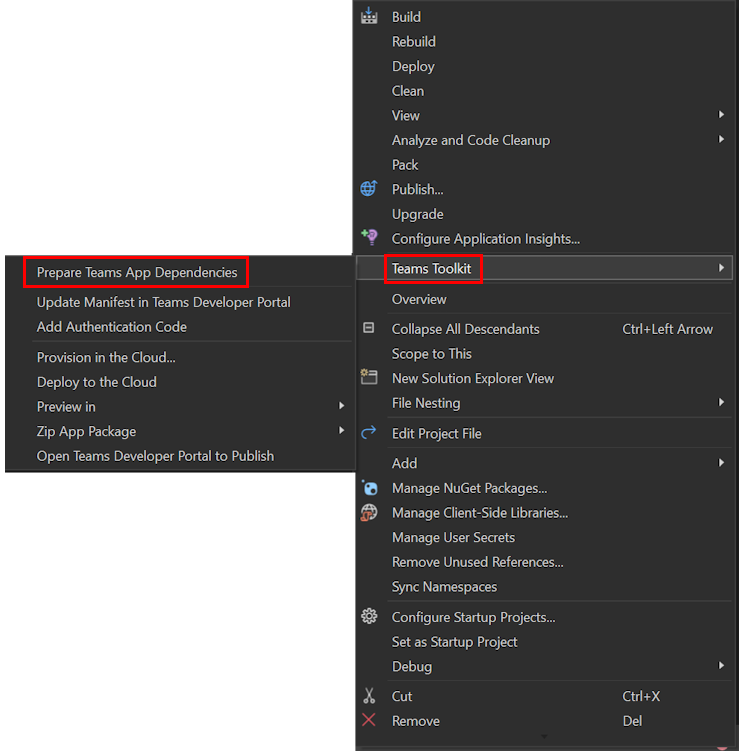 Build
Rebuild
Deploy
Clean
View
Analyze and Code Cleanup
Pack
Publish...
Upgrade
Configure Application Insights...
Teams Toolkit
Overview
Collapse All Descendants Ctrl+Left Arrow
Scope to This
New Solution Explorer View
File Nesting
Edit Project File
Add
Manage NuGet Packages...
Manage Client-Side Libraries...
Manage User Secrets
Remove Unused References...
Sync Namespaces
Configure Startup Projects...
Set as Startup Project
Debug
Cut Ctrl+X
Remove Del
Prepare Teams App Dependencies
Update Manifest in Teams Developer Portal
Add Authentication Code
Provision in the Cloud...
Deploy to the Cloud
Preview in
Zip App Package
Open Teams Developer Portal to Publish